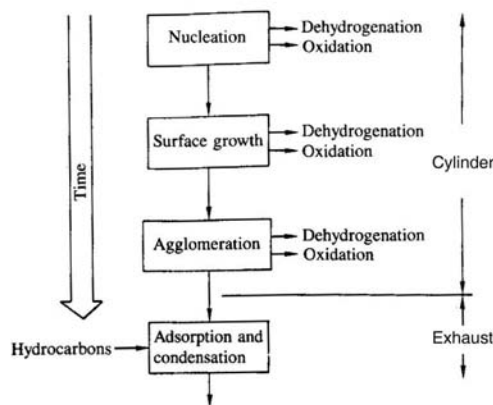 Nucleation
Dehydrogenation
Oxidation
Surface growth
Dehydrogenation
Oxidation
Cylinder
Time
Agglomeration
Dehydrogenation
Oxidation
Hydrocarbons
Adsorption and
condensation
Exhaust